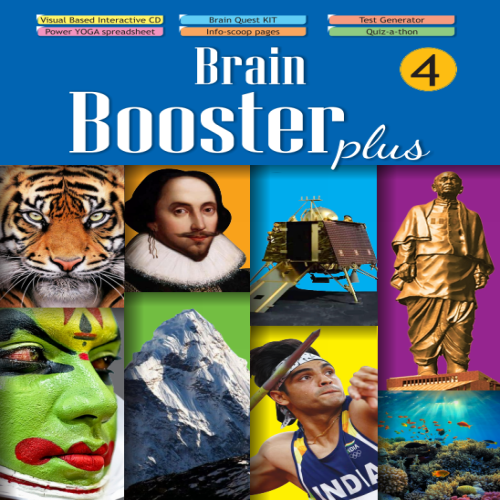 Visual Based Interactive CD
Brain Quest KIT
Test Generator
Power YOGA spreadsheet
Info-scoop pages
Quiz-a-thon
Brain
4
Booster
plus
INDIA